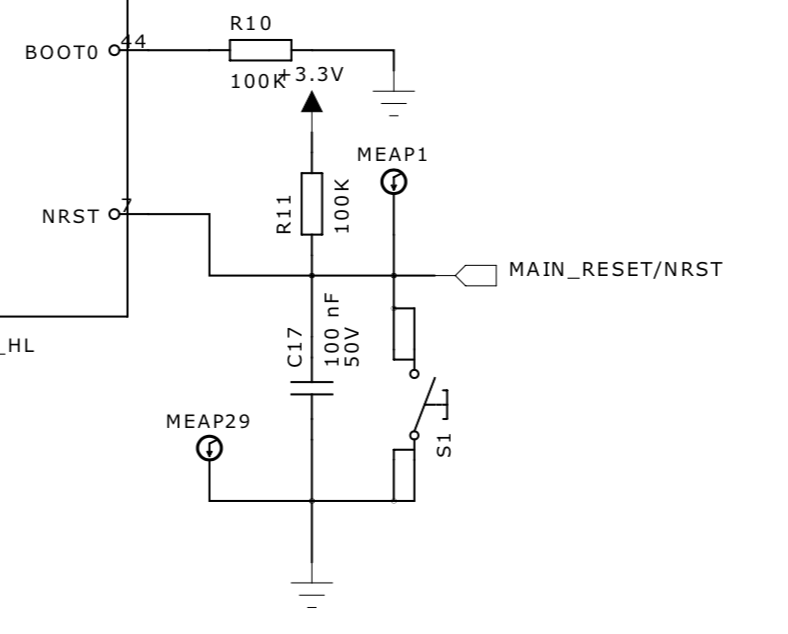 R10
BOOT0
44
100K
+3.3V
MEAP1
R11
100K
NRST
7
MAIN_RESET/NRST
C17
100 nF
50V
_HL
MEAP29
S1